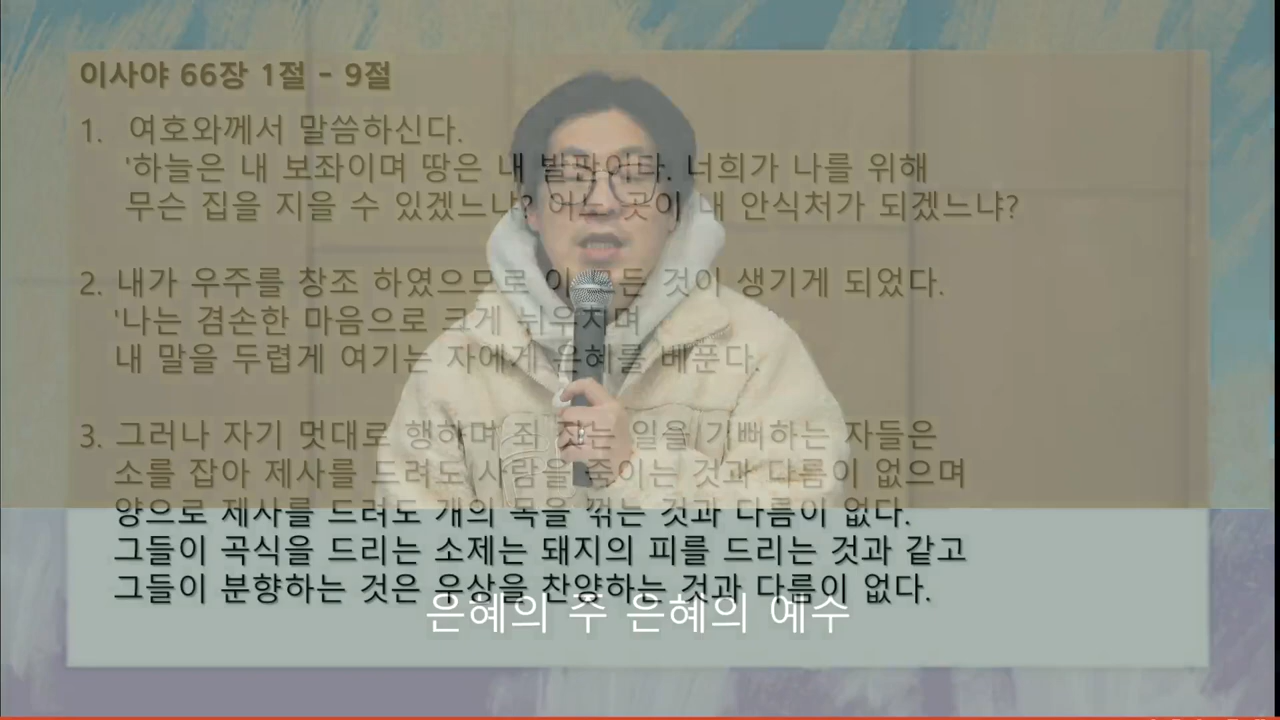 이사야 66장 1절 - 9절
1. 여호와께서 말씀하신다.
'하늘은 내 보좌이며 땅은 내 발판이다. 너희가 나를 위해
무슨 집을 지을 수 있겠느냐? 어느 곳이 내 안식처가 되겠느냐?
2. 내가 우주를 창조 하였으므로 이 모든 것이 생기게 되었다.
'나는 겸손한 마음으로 크게 뉘우치며
내 말을 두렵게 여기는 자에게 은혜를 베푼다.
3. 그러나 자기 멋대로 행하며 죄 짓는 일을 기뻐하는 자들은
소를 잡아 제사를 드려도 사람을 죽이는 것과 다름이 없으며
양으로 제사를 드려도 개의 목을 꺾는 것과 다름이 없다.
그들이 곡식을 드리는 소제는 돼지의 피를 드리는 것과 같고
그들이 분향하는 것은 우상을 찬양하는 것과 다름이 없다.
은혜의 주 은혜의 예수